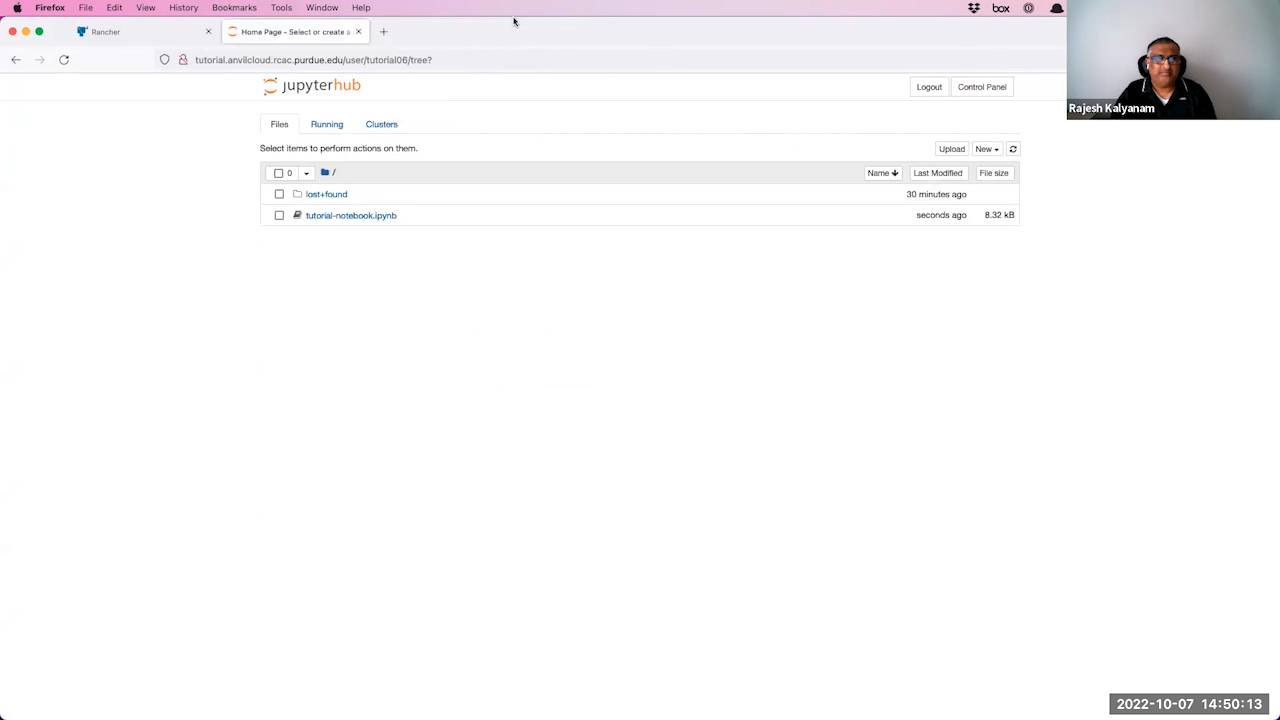 Firefox File Edit View History Bookmarks Tools Window Help box
Rancher Home Page - Select or create a
tutorial.anvilcloud.rcac.purdue.edu/user/tutorial06/tree?
jupyterhub Logout Control Panel
Rajesh Kalyanam
Files Running Clusters
Select items to perform actions on them. Upload New
0 / Name Last Modified File size
lost+found 30 minutes ago
tutorial-notebook.ipynb seconds ago 8.32 kB
2022-10-07 14:50:13